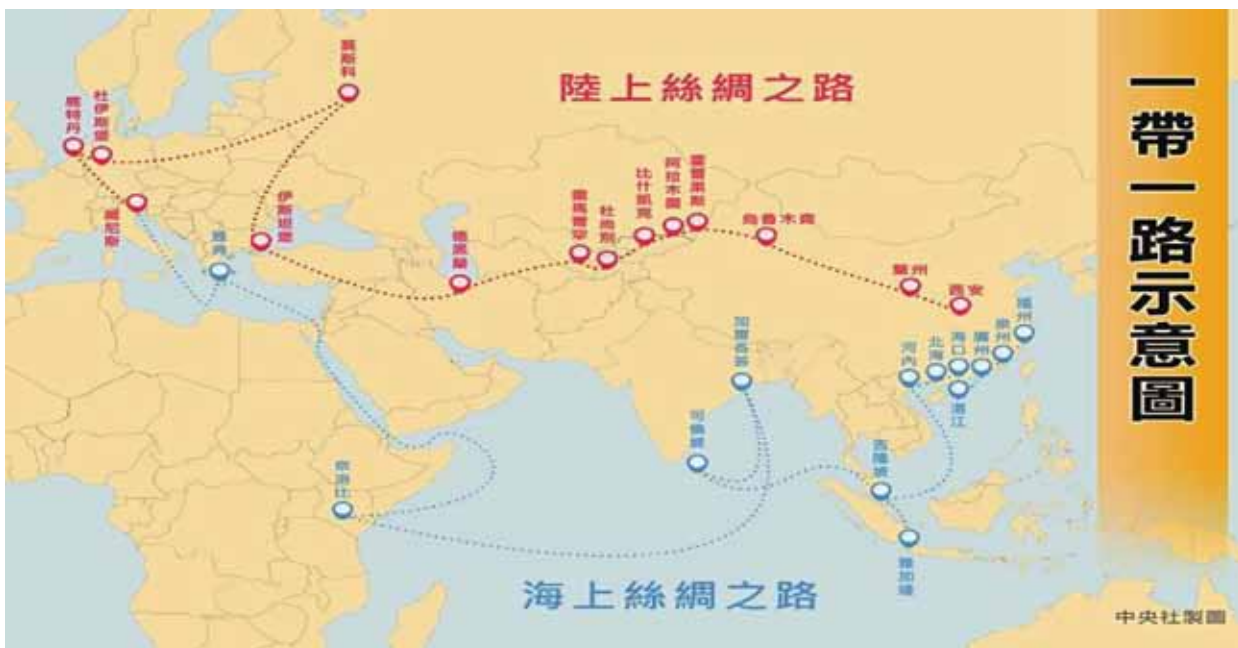 一帶一路示意圖
陸上絲綢之路
莫斯科
杜伊斯堡
鹿特丹
威尼斯
伊斯坦堡
雅典
德黑蘭
撒馬爾罕
杜尚別
比什凱克
阿拉木圖
霍爾果斯
烏魯木齊
蘭州
西安
福州
泉州
廣州
海口
北海
河內
湛江
加爾各答
可倫坡
吉隆坡
雅加達
奈洛比
海上絲綢之路
中央社製圖